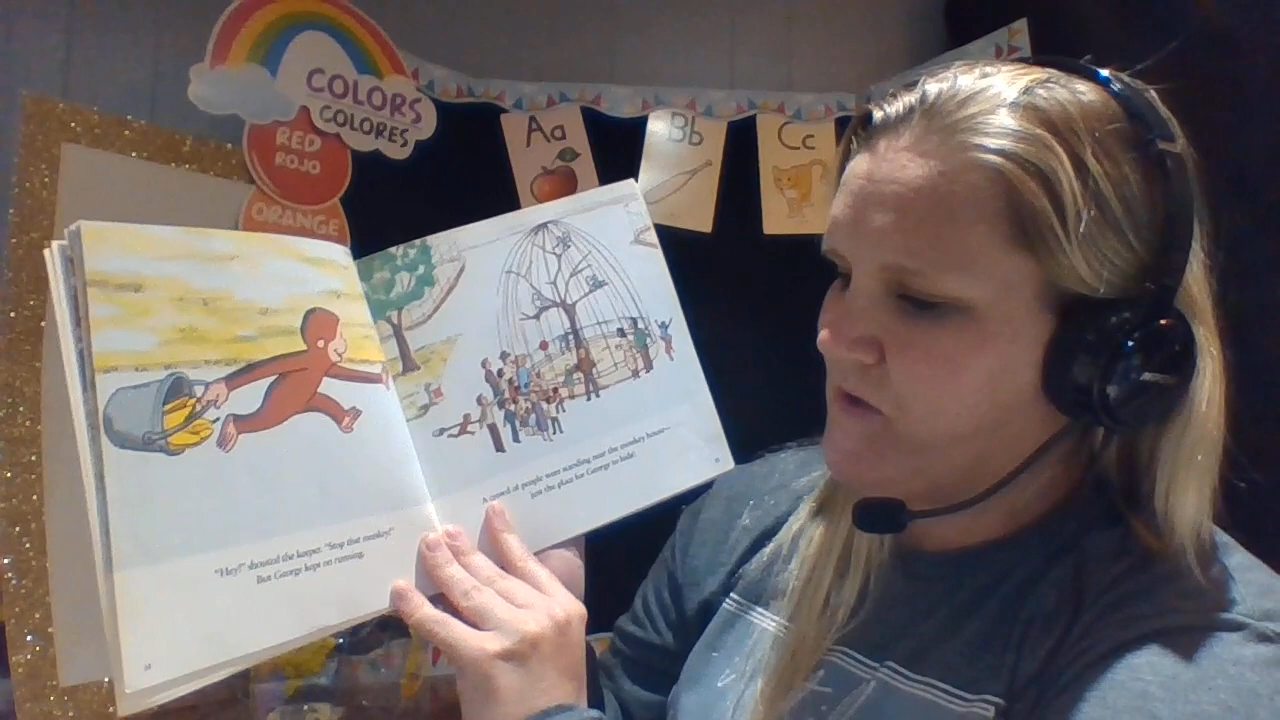 COLORS
COLORES
RED
ROJO
ORANGE
Aa
Bb
Cc
"Hey!" shouted the keeper. "Stop that monkey!"
But George kept on running.
A crowd of people were standing near the monkey house—
just the place for George to hide!